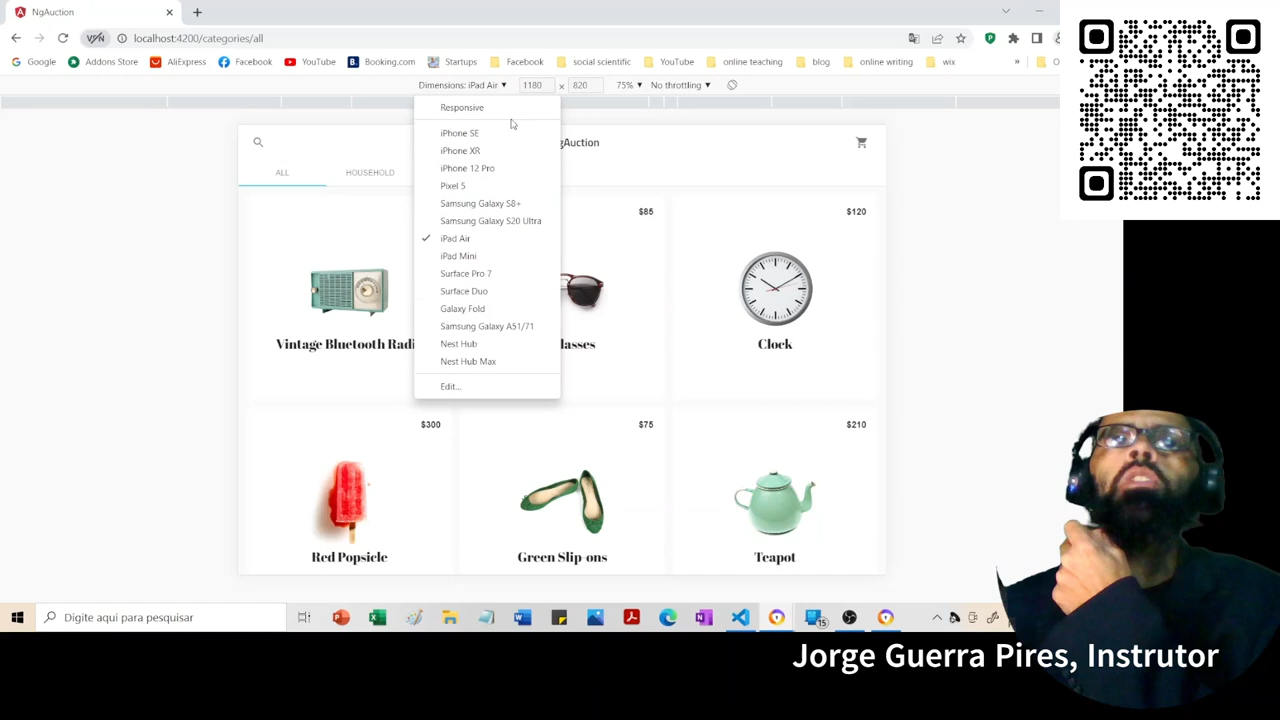 NgAuction
VPN
localhost:4200/categories/all
Google Addons Store AliExpress Facebook YouTube Booking.com Startups Facebook social scientific YouTube online teaching blog online writing wix »
Dimensions: iPad Air 1180 x 820 75% No throttling
Responsive
iPhone SE
iPhone XR
iPhone 12 Pro
Pixel 5
Samsung Galaxy S8+
Samsung Galaxy S20 Ultra
iPad Air
iPad Mini
Surface Pro 7
Surface Duo
Galaxy Fold
Samsung Galaxy A51/71
Nest Hub
Nest Hub Max
Edit...
gAuction
ALL HOUSEHOLD
$85 $120
Vintage Bluetooth Radi lasses Clock
$300 $75 $210
Red Popsicle Green Slip-ons Teapot
Digite aqui para pesquisar
15
Jorge Guerra Pires, Instrutor